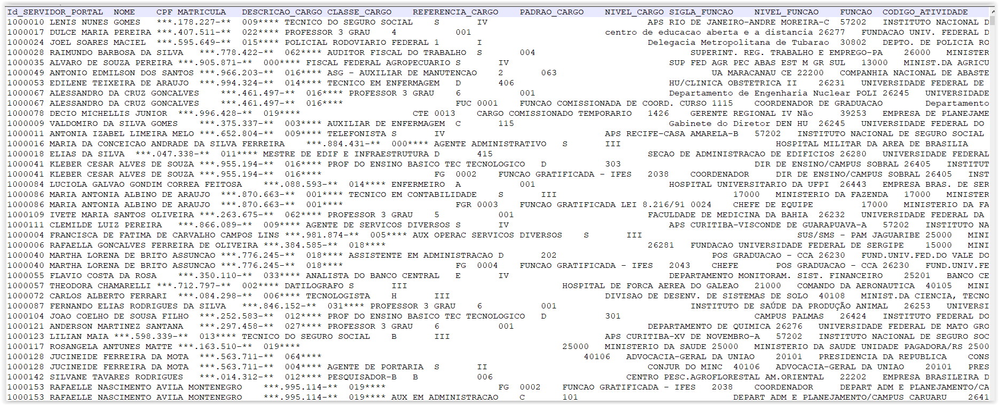 Id_SERVIDOR_PORTAL NOME CPF MATRICULA DESCRICAO_CARGO CLASSE_CARGO REFERENCIA_CARGO PADRAO_CARGO NIVEL_CARGO SIGLA_FUNCAO NIVEL_FUNCAO FUNCAO CODIGO_ATIVIDADE
1000010 LENIS NUNES GOMES ***.178.227-** 009**** TECNICO DO SEGURO SOCIAL S IV APS RIO DE JANEIRO-ANDRE MOREIRA-C 57202 INSTITUTO NACIONAL D
1000017 DULCE MARIA PEREIRA ***.407.511-** 022**** PROFESSOR 3 GRAU 4 001 centro de educacao aberta e a distancia 26277 FUNDACAO UNIV. FEDERAL D
1000024 JOEL SOARES MACIEL ***.595.649-** 015**** POLICIAL RODOVIARIO FEDERAL 1 I Delegacia Metropolitana de Tubarao 30802 DEPTO. DE POLICIA RO
1000028 RAIMUNDO BARBOSA DA SILVA ***.778.422-** 062**** AUDITOR FISCAL DO TRABALHO S 004 SUPERINT. REG. TRABALHO E EMPREGO-PA 26000 MINISTER
1000035 ALVARO DE SOUZA PEREIRA ***.905.871-** 000**** FISCAL FEDERAL AGROPECUARIO S IV SUP FED AGR PEC ABAS EST M GR SUL 13000 MINIST.DA AGRICU
1000049 ANTONIO EDMILSON DOS SANTOS ***.966.203-** 016**** ASG - AUXILIAR DE MANUTENCAO 2 063 UA MARACANAU CE 22200 COMPANHIA NACIONAL DE ABASTE
1000053 EDILENE TEIXEIRA DE ARAUJO ***.994.324-** 014**** TECNICO EM ENFERMAGEM D 406 HU/CLINICA OBSTETRICA II 26231 UNIVERSIDADE FEDERAL DE
1000067 ALESSANDRO DA CRUZ GONCALVES ***.461.497-** 016**** PROFESSOR 3 GRAU 6 001 Departamento de Engenharia Nuclear POLI 26245 UNIVERSIDADE
1000067 ALESSANDRO DA CRUZ GONCALVES ***.461.497-** 016**** FUC 0001 FUNCAO COMISSIONADA DE COORD. CURSO 1115 COORDENADOR DE GRADUACAO Departamento
1000078 DECIO MICHELLIS JUNIOR ***.996.428-** 019**** CTE 0013 CARGO COMISSIONADO TEMPORARIO 1426 GERENTE REGIONAL IV Não 39253 EMPRESA DE PLANEJAME
1000009 VALDOMIRO DA SILVA GOMES ***.375.337-** 003**** AUXILIAR DE ENFERMAGEM C 115 Gabinete do Diretor DEN HU 26245 UNIVERSIDADE FEDERAL DO
1000011 ANTONIA IZABEL LIMEIRA MELO ***.652.804-** 009**** TELEFONISTA S IV APS RECIFE-CASA AMARELA-B 57202 INSTITUTO NACIONAL DE SEGURO SOCIAL
1000016 MARIA DA CONCEICAO ANDRADE DA SILVA FERREIRA ***.884.431-** 000**** AGENTE ADMINISTRATIVO S III HOSPITAL MILITAR DA AREA DE BRASILIA
1000018 ELIAS DA SILVA ***.047.338-** 011**** MESTRE DE EDIF E INFRAESTRUTURA D 415 SECAO DE ADMINISTRACAO DE EDIFICIOS 26280 UNIVERSIDADE FEDERAL
1000041 KLEBER CESAR ALVES DE SOUZA ***.955.194-** 016**** PROF DO ENSINO BASICO TEC TECNOLOGICO D 303 DIR DE ENSINO/CAMPUS SOBRAL 26405 INSTITUT
1000041 KLEBER CESAR ALVES DE SOUZA ***.955.194-** 016**** FG 0002 FUNCAO GRATIFICADA - IFES 2038 COORDENADOR DIR DE ENSINO/CAMPUS SOBRAL 26405 INST
1000084 LUCIOLA GALVAO GONDIM CORREA FEITOSA ***.088.593-** 014**** ENFERMEIRO A 001 HOSPITAL UNIVERSITARIO DA UFPI 26443 EMPRESA BRAS. DE SER
1000086 MARIA ANTONIA ALBINO DE ARAUJO ***.870.663-** 001**** TECNICO EM CONTABILIDADE S III 17000 MINISTERIO DA FAZENDA 17000 MINISTER
1000086 MARIA ANTONIA ALBINO DE ARAUJO ***.870.663-** 001**** FGR 0003 FUNCAO GRATIFICADA LEI 8.216/91 0024 CHEFE DE EQUIPE 17000 MINISTERIO DA FA
1000109 IVETE MARIA SANTOS OLIVEIRA ***.263.675-** 062**** PROFESSOR 3 GRAU 5 001 FACULDADE DE MEDICINA DA BAHIA 26232 UNIVERSIDADE FEDERAL DA
1000111 CLEMILDE LUIZ PEREIRA ***.866.089-** 009**** AGENTE DE SERVICOS DIVERSOS S IV APS CURITIBA-VISCONDE DE GUARAPUAVA-A 57202 INSTITUTO NA
1000004 FRANCISCA DE FATIMA DE CARVALHO CAMPOS LINS ***.981.874-** 005**** AUX OPERAC SERVICOS DIVERSOS S III SUS/SMS - PAM JAGUARIBE 25000 MINI
1000006 RAFAELLA GONCALVES FERREIRA DE OLIVEIRA ***.384.585-** 018**** 26281 FUNDACAO UNIVERSIDADE FEDERAL DE SERGIPE 15000 MINI
1000040 MARTHA LORENA DE BRITO ASSUNCAO ***.776.245-** 018**** ASSISTENTE EM ADMINISTRACAO D 202 POS GRADUACAO - CCA 26230 FUND.UNIV.FED.DO VALE DO
1000040 MARTHA LORENA DE BRITO ASSUNCAO ***.776.245-** 018**** FG 0004 FUNCAO GRATIFICADA - IFES 2043 CHEFE POS GRADUACAO - CCA 26230 FUND.UNIV.FE
1000055 FLAVIO COSTA DA ROSA ***.350.110-** 033**** ANALISTA DO BANCO CENTRAL E IV DEPARTAMENTO MONITORAM. SIST. FINANCEIRO 25201 BANCO CE
1000057 THEODORA CHAMARELLI ***.712.797-** 002**** DATILOGRAFO S III HOSPITAL DE FORCA AEREA DO GALEAO 21000 COMANDO DA AERONAUTICA 40105 MINI
1000072 CARLOS ALBERTO FERRARI ***.084.298-** 006**** TECNOLOGISTA H III DIVISAO DE DESENV. DE SISTEMAS DE SOLO 40108 MINIST.DA CIENCIA, TECNO
1000087 FERNANDO ELIAS RODRIGUES DA SILVA ***.846.152-** 031**** PROFESSOR 3 GRAU 6 001 INSTITUTO DE SAÚDE DA PRODUÇÃO ANIMAL 26253 UNIVERSI
1000104 JOAO COELHO DE SOUSA FILHO ***.252.583-** 012**** PROF DO ENSINO BASICO TEC TECNOLOGICO D 301 CAMPUS PALMAS 26424 INSTITUTO FEDERAL DO
1000121 ANDERSON MARTINEZ SANTANA ***.297.458-** 027**** PROFESSOR 3 GRAU 6 001 DEPARTAMENTO DE QUIMICA 26276 UNIVERSIDADE FEDERAL DE MATO GRO
1000123 LILIAN MAIA ***.598.339-** 013**** TECNICO DO SEGURO SOCIAL B III APS CURITIBA-XV DE NOVEMBRO-A 57202 INSTITUTO NACIONAL DE SEGURO SOC
1000117 ROSANGELA ANTUNES MATTE ***.163.510-** 019**** 25000 MINISTERIO DA SAUDE 25000 MINISTERIO DA SAUDE UNIDADE PAGADORA/RS 2500
1000128 JUCINEIDE FERREIRA DA MOTA ***.563.711-** 064**** 40106 ADVOCACIA-GERAL DA UNIAO 20101 PRESIDENCIA DA REPUBLICA CONS
1000128 JUCINEIDE FERREIRA DA MOTA ***.563.711-** 004**** AGENTE DE PORTARIA S II CONJUR DO MINC 40106 ADVOCACIA-GERAL DA UNIAO 20101 PRES
1000142 SILVANE TAVARES RODRIGUES ***.014.312-** 012**** PESQUISADOR-B B 006 CENTRO PESC.AGROFLORESTAL AM.ORIENTAL 22202 EMPRESA BRASILEIRA D
1000153 RAFAELLE NASCIMENTO AVILA MONTENEGRO ***.995.114-** 019**** FG 0002 FUNCAO GRATIFICADA - IFES 2038 COORDENADOR DEPART ADM E PLANEJAMENTO/CA
1000153 RAFAELLE NASCIMENTO AVILA MONTENEGRO ***.995.114-** 019**** AUX EM ADMINISTRACAO C 101 DEPART ADM E PLANEJAMENTO/CAMPUS CARUARU 2641